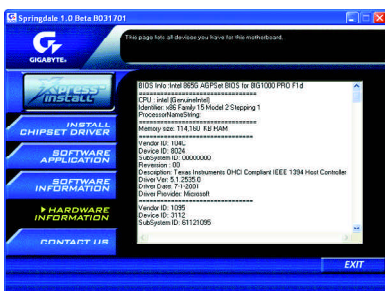 Springdale 1.0 Beta B031701
This page lists all devices you have for this motherboard.
GIGABYTE
Xpress
INSTALL
INSTALL
CHIPSET DRIVER
SOFTWARE
APPLICATION
SOFTWARE
INFORMATION
HARDWARE
INFORMATION
CONTACT US
BIOS Info :Intel 865G AGPSet BIOS for 8IG1000 PRO F1d
==============================
CPU : intel [GenuineIntel]
Identifier: x86 Family 15 Model 2 Stepping 1
ProcessorNameString:
==============================
Memory size: 114,160 KB RAM
==============================
Vendor ID: 104C
Device ID: 8024
SubSystem ID: 00000000
Reversion : 00
Description: Texas Instruments OHCI Compliant IEEE 1394 Host Controller
Driver Ver: 5.1.2535.0
Driver Date: 7-1-2001
Driver Provider: Microsoft
==============================
Vendor ID: 1095
Device ID: 3112
SubSystem ID: 61121095
EXIT